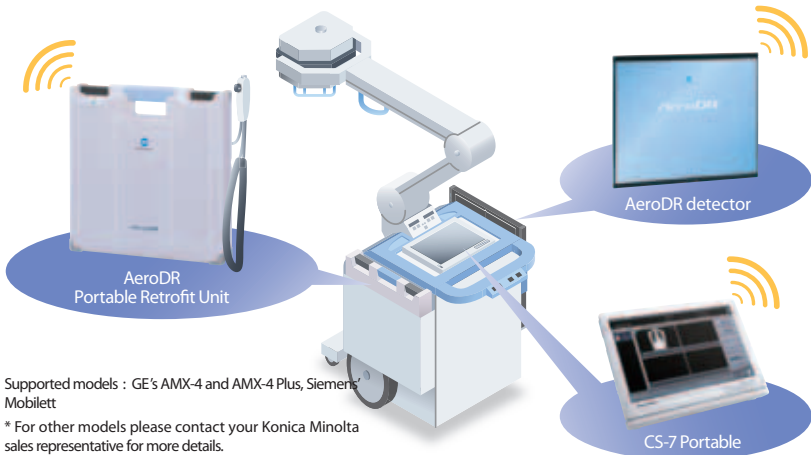 AeroDR
AeroDR detector
AeroDR
Portable Retrofit Unit
Supported models : GE's AMX-4 and AMX-4 Plus, Siemens'
Mobilett
* For other models please contact your Konica Minolta
sales representative for more details.
CS-7 Portable